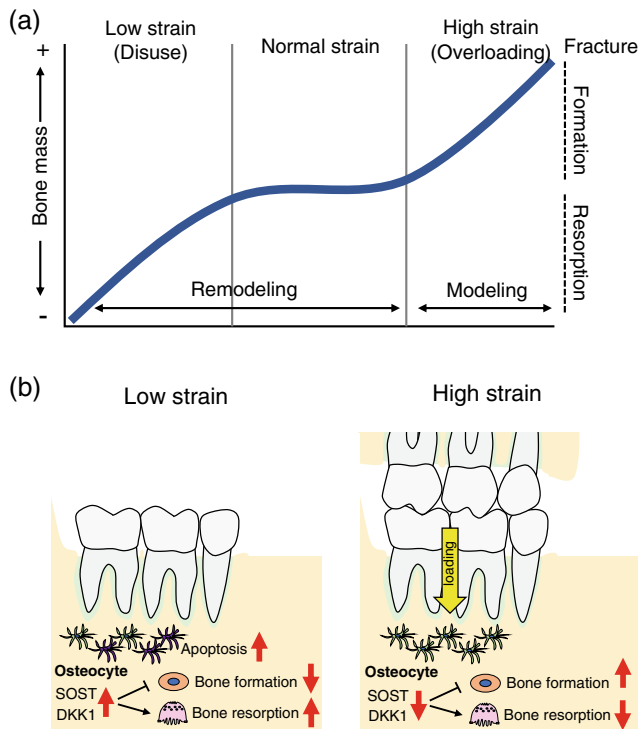 (a)
Low strain
(Disuse)
Normal strain
High strain
(Overloading)
Fracture
+
Bone mass
-
Formation
Resorption
Remodeling
Modeling
(b)
Low strain
High strain
loading
Apoptosis
Osteocyte
SOST
DKK1
Bone formation
Bone resorption
Osteocyte
SOST
DKK1
Bone formation
Bone resorption